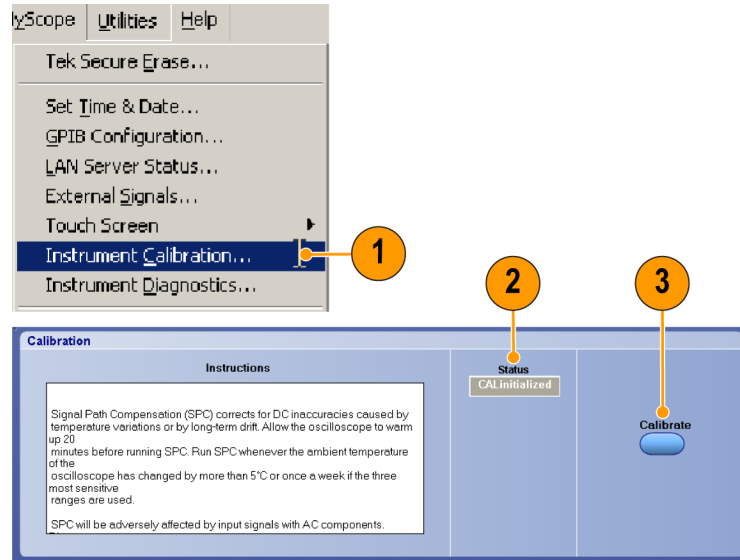 yScope Utilities Help
Tek Secure Erase...
Set Time & Date...
GPIB Configuration...
LAN Server Status...
External Signals...
Touch Screen
Instrument Calibration...
Instrument Diagnostics...
1
2
3
Calibration
Instructions
Status
CALinitialized
Calibrate
Signal Path Compensation (SPC) corrects for DC inaccuracies caused by
temperature variations or by long-term drift. Allow the oscilloscope to warm
up 20
minutes before running SPC. Run SPC whenever the ambient temperature
of the
oscilloscope has changed by more than 5°C or once a week if the three
most sensitive
ranges are used.
SPC will be adversely affected by input signals with AC components.